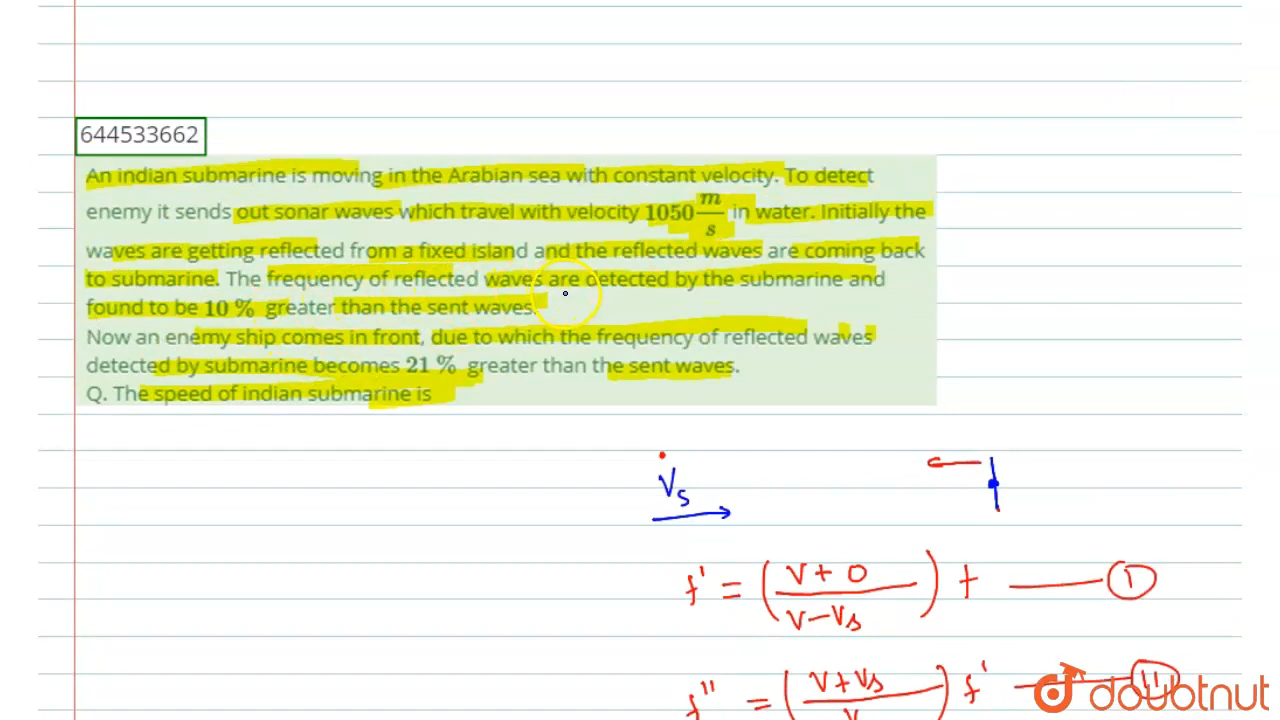 644533662
An indian submarine is moving in the Arabian sea with constant velocity. To detect
enemy it sends out sonar waves which travel with velocity 1050 m/s in water. Initially the
waves are getting reflected from a fixed island and the reflected waves are coming back
to submarine. The frequency of reflected waves are detected by the submarine and
found to be 10 % greater than the sent waves.
Now an enemy ship comes in front, due to which the frequency of reflected waves
detected by submarine becomes 21 % greater than the sent waves.
Q. The speed of indian submarine is
Vs
f' = (V+0 / V-Vs) f —— I
f'' = (V+Vs / V) f' —— II
doubtnut